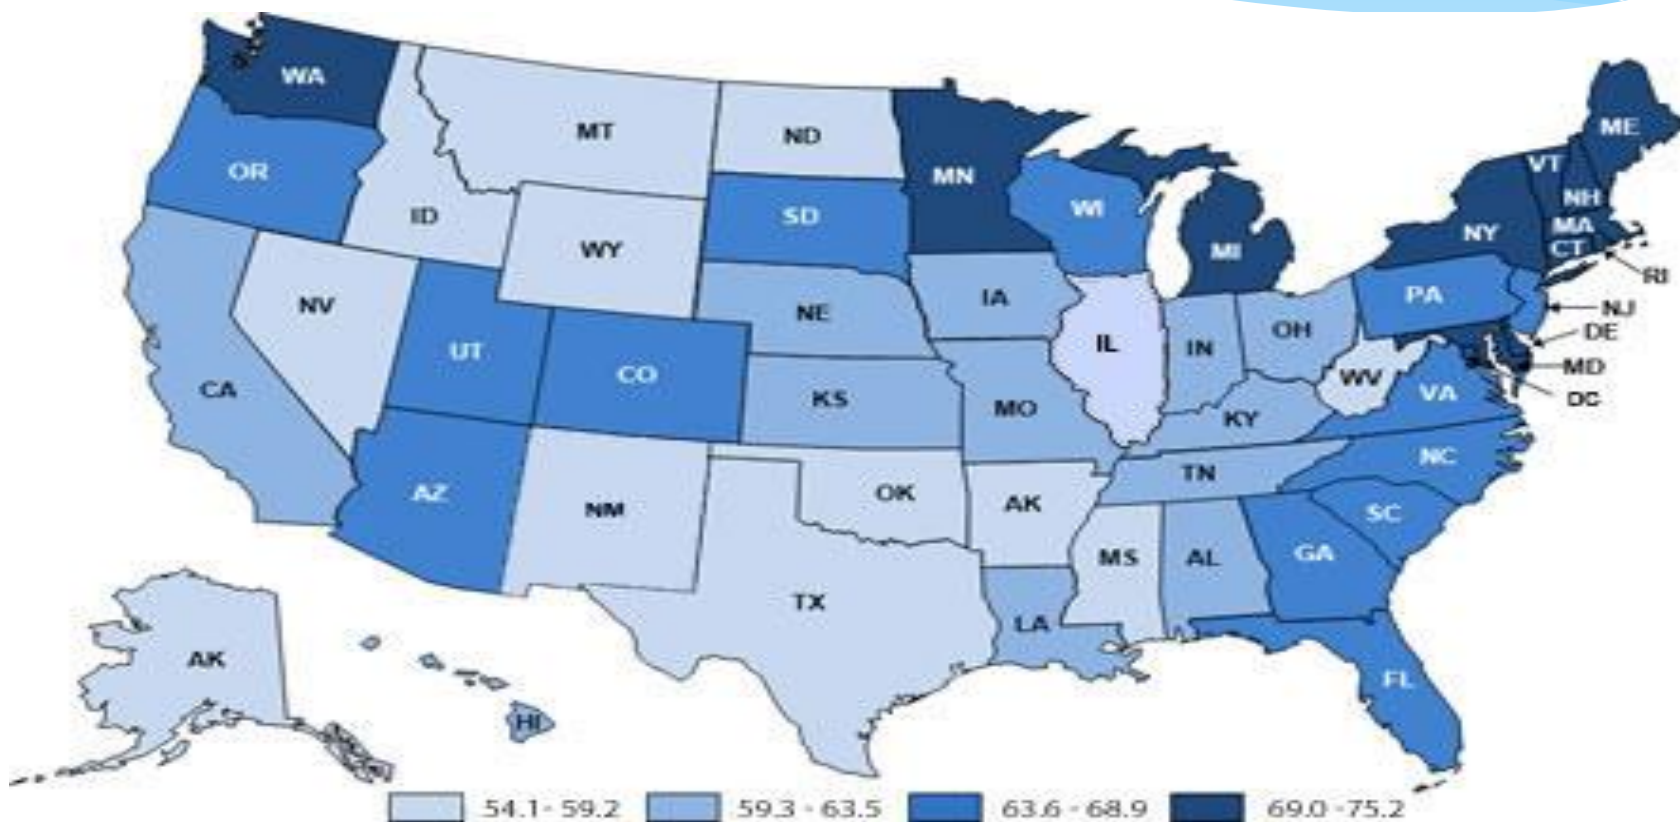 WA
ME
MT
ND
VT
OR
MN
NH
ID
SD
WI
MA
NY
WY
MI
CT
RI
NV
NE
IA
PA
NJ
UT
CO
IL
IN
OH
DE
MD
CA
KS
MO
WV
VA
DC
KY
AZ
NM
OK
AK
TN
NC
SC
TX
MS
AL
GA
LA
AK
FL
HI
54.1 - 59.2
59.3 - 63.5
63.6 - 68.9
69.0 -75.2